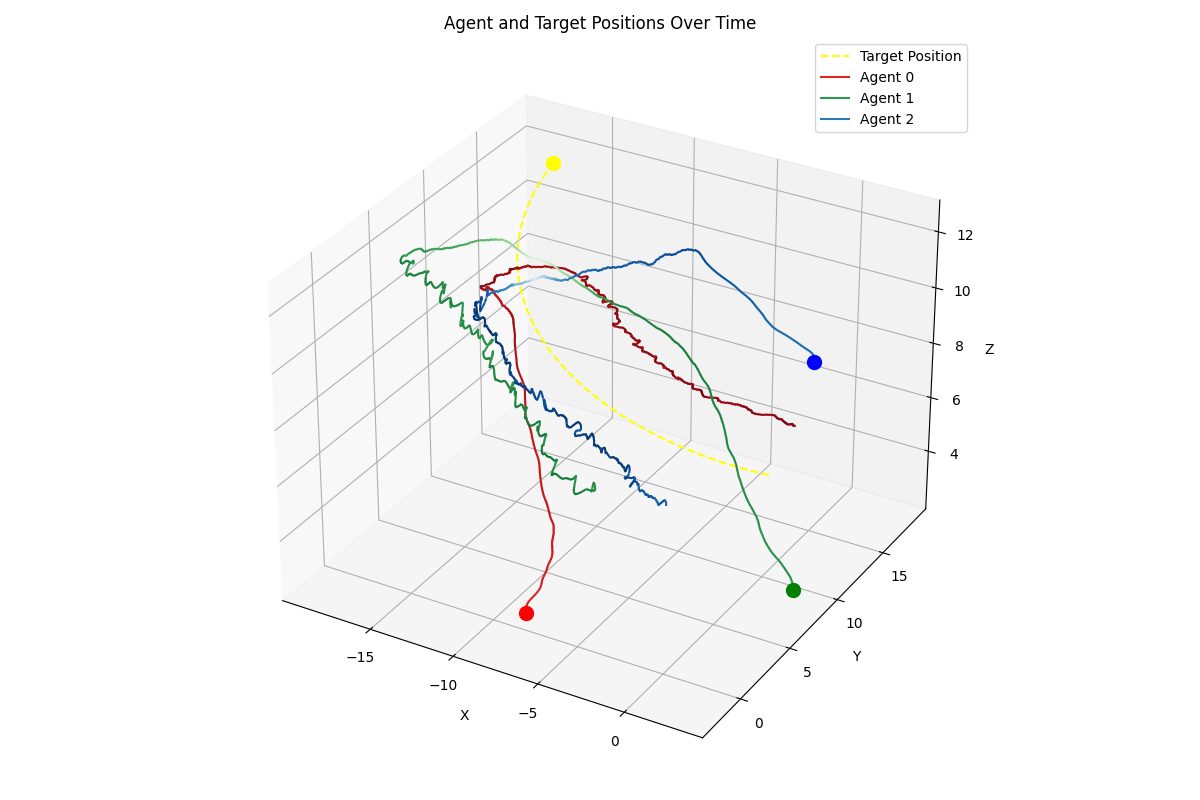 Agent and Target Positions Over Time
Target Position
Agent 0
Agent 1
Agent 2
12
10
8
6
4
Z
15
10
5
0
Y
−15
−10
−5
0
X